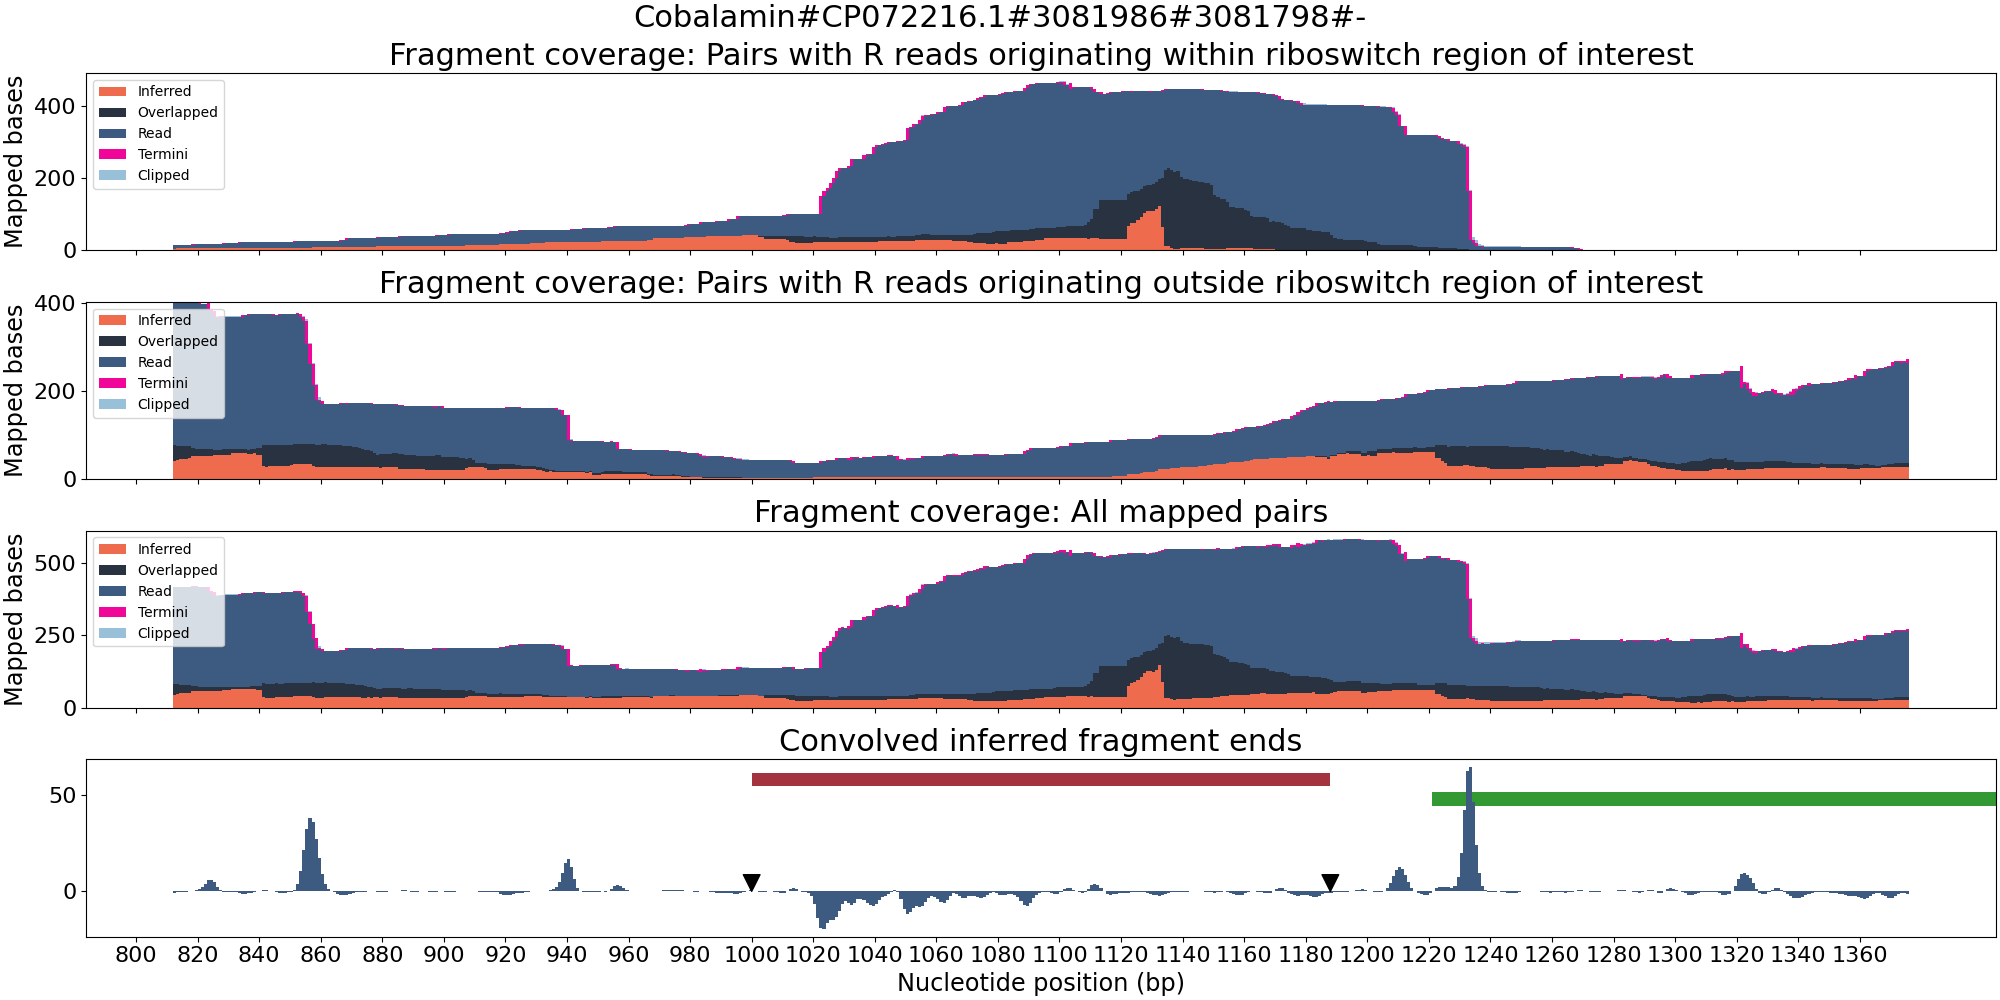 Cobalamin#CP072216.1#3081986#3081798#-
Fragment coverage: Pairs with R reads originating within riboswitch region of interest
Mapped bases
400
200
0
Inferred
Overlapped
Read
Termini
Clipped
Fragment coverage: Pairs with R reads originating outside riboswitch region of interest
Mapped bases
400
200
0
Inferred
Overlapped
Read
Termini
Clipped
Fragment coverage: All mapped pairs
Mapped bases
500
250
0
Inferred
Overlapped
Read
Termini
Clipped
Convolved inferred fragment ends
50
0
800 820 840 860 880 900 920 940 960 980 1000 1020 1040 1060 1080 1100 1120 1140 1160 1180 1200 1220 1240 1260 1280 1300 1320 1340 1360
Nucleotide position (bp)